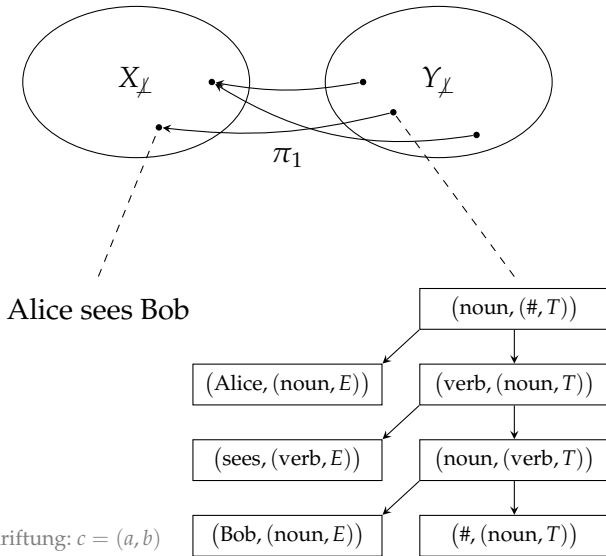 X⊥̸ Y⊥̸
π₁
Alice sees Bob
(noun, (#, T))
(Alice, (noun, E)) (verb, (noun, T))
(sees, (verb, E)) (noun, (verb, T))
riftung: c = (a, b) (Bob, (noun, E)) (#, (noun, T))